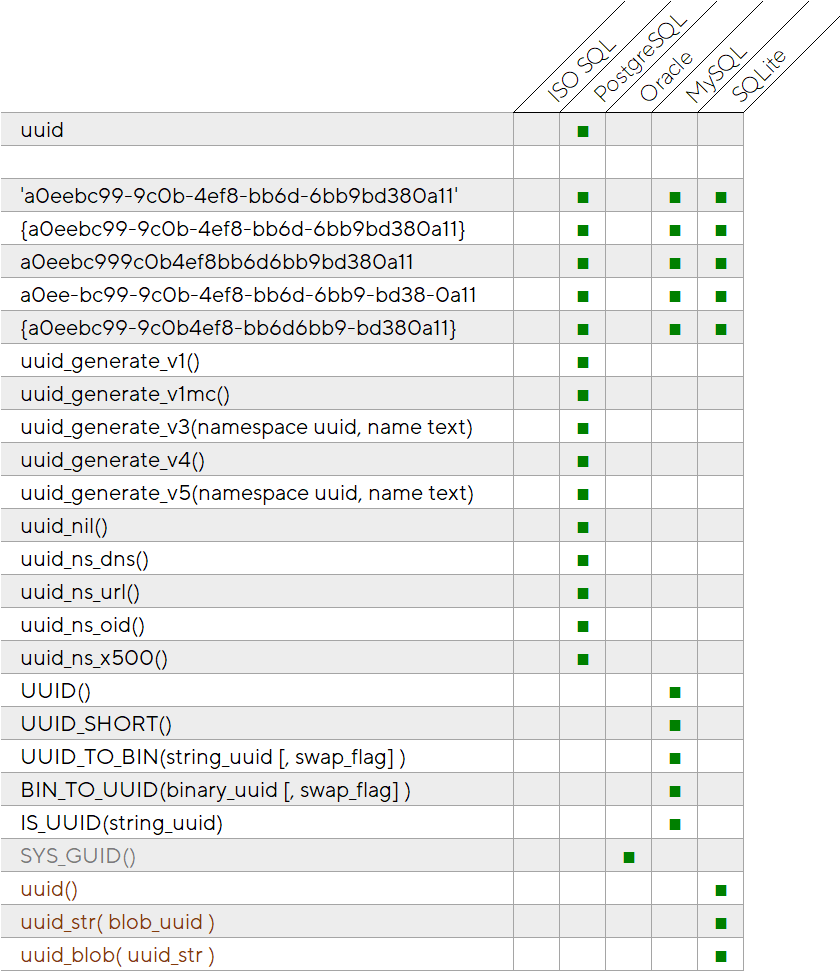 ISO SQL
PostgreSQL
Oracle
MySQL
SQLite
uuid
'a0eebc99-9c0b-4ef8-bb6d-6bb9bd380a11'
{a0eebc99-9c0b-4ef8-bb6d-6bb9bd380a11}
a0eebc999c0b4ef8bb6d6bb9bd380a11
a0ee-bc99-9c0b-4ef8-bb6d-6bb9-bd38-0a11
{a0eebc99-9c0b4ef8-bb6d6bb9-bd380a11}
uuid_generate_v1()
uuid_generate_v1mc()
uuid_generate_v3(namespace uuid, name text)
uuid_generate_v4()
uuid_generate_v5(namespace uuid, name text)
uuid_nil()
uuid_ns_dns()
uuid_ns_url()
uuid_ns_oid()
uuid_ns_x500()
UUID()
UUID_SHORT()
UUID_TO_BIN(string_uuid [, swap_flag] )
BIN_TO_UUID(binary_uuid [, swap_flag] )
IS_UUID(string_uuid)
SYS_GUID()
uuid()
uuid_str( blob_uuid )
uuid_blob( uuid_str )